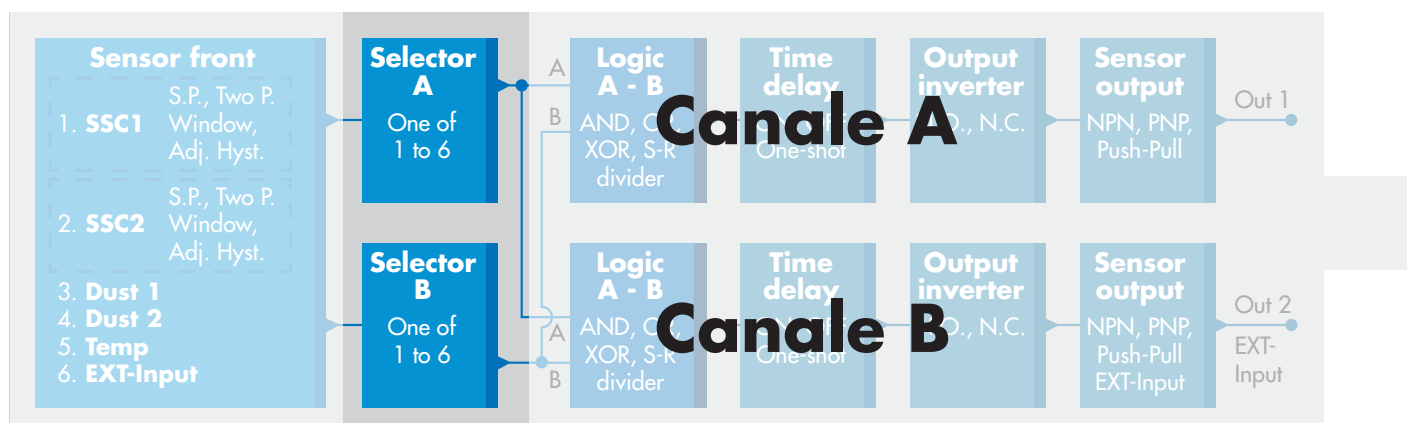 Sensor front
1. SSC1
S.P., Two P.
Window,
Adj. Hyst.
2. SSC2
S.P., Two P.
Window,
Adj. Hyst.
3. Dust 1
4. Dust 2
5. Temp
6. EXT-Input
Selector
A
One of
1 to 6
Selector
B
One of
1 to 6
A
B
Logic
A - B
AND,
XOR, S-R
divider
Time
delay
One-shot
Output
inverter
N.C.
Sensor
output
NPN, PNP,
Push-Pull
Out 1
Canale A
A
B
Logic
A - B
AND,
XOR, S-R
divider
Time
delay
One-shot
Output
inverter
N.C.
Sensor
output
NPN, PNP,
Push-Pull
EXT-Input
Out 2
EXT-
Input
Canale B